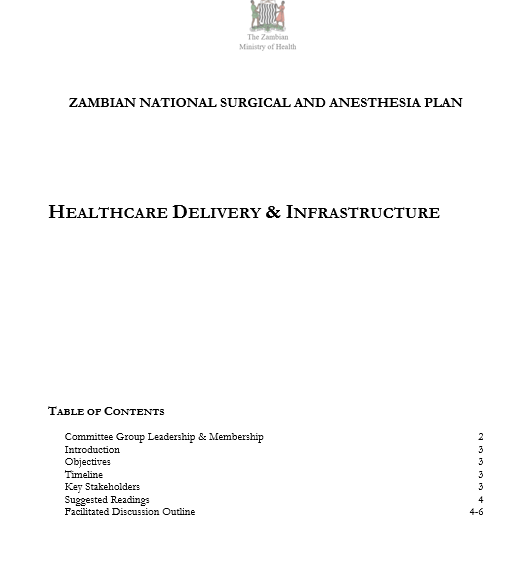 The Zambian
Ministry of Health
ZAMBIAN NATIONAL SURGICAL AND ANESTHESIA PLAN
HEALTHCARE DELIVERY & INFRASTRUCTURE
TABLE OF CONTENTS
Committee Group Leadership & Membership 2
Introduction 3
Objectives 3
Timeline 3
Key Stakeholders 3
Suggested Readings 4
Facilitated Discussion Outline 4-6